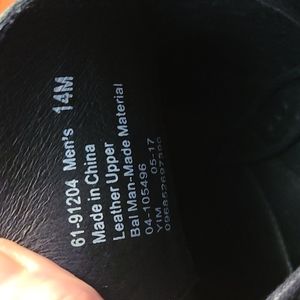 61-91204 Men's 14M
Made in China
Leather Upper
Bal Man-Made Material
04-105496
YIM 05-17